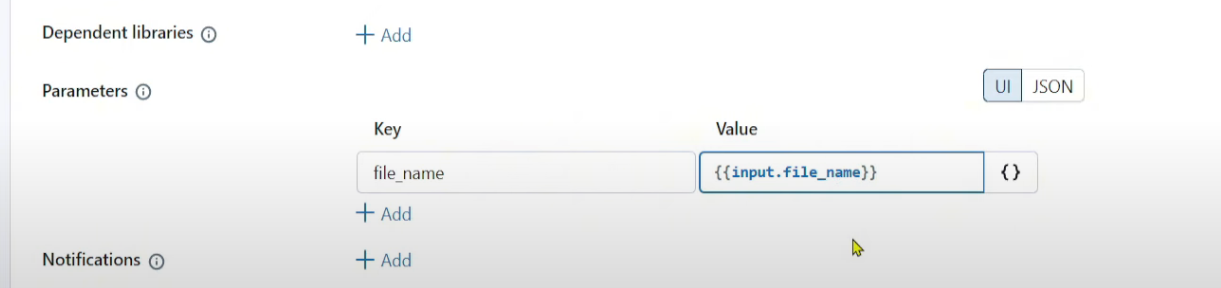 Dependent libraries
+ Add
Parameters
UI JSON
Key Value
file_name {{input.file_name}} {}
+ Add
Notifications
+ Add